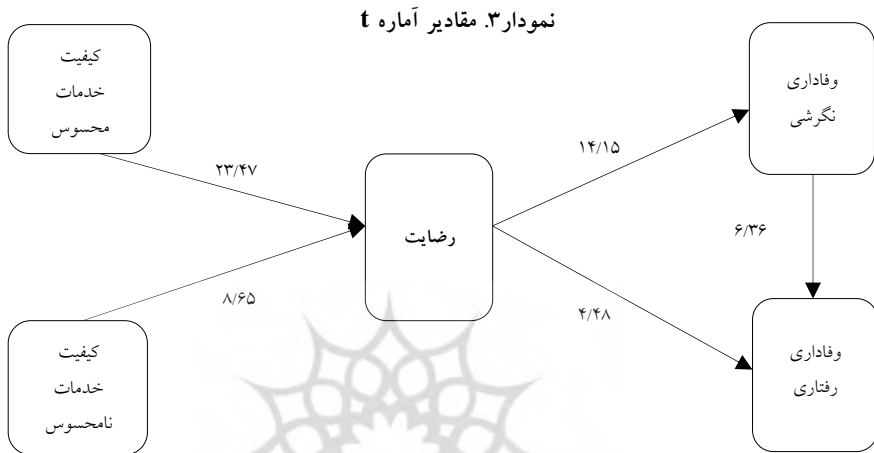 نمودار۳. مقادیر آماره t
کیفیت
خدمات
محسوس
وفاداری
نگرشی
۱۴/۱۵
۲۳/۴۷
رضایت
۶/۳۶
۸/۶۵
۴/۴۸
کیفیت
خدمات
نامحسوس
وفاداری
رفتاری